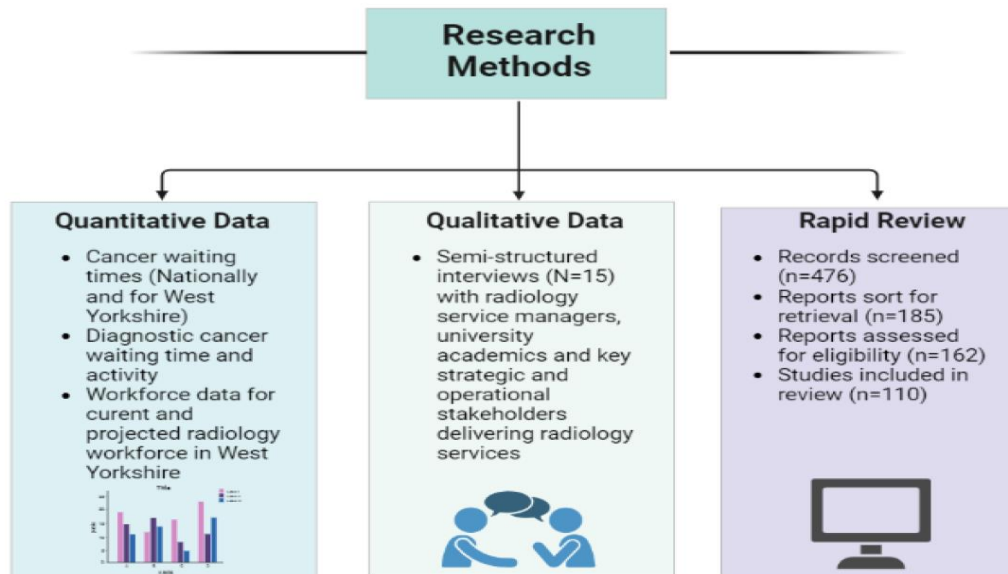 Research
Methods
Quantitative Data
• Cancer waiting
times (Nationally
and for West
Yorkshire)
• Diagnostic cancer
waiting time and
activity
• Workforce data for
curent and
projected radiology
workforce in West
Yorkshire
Title
Qualitative Data
• Semi-structured
interviews (N=15)
with radiology
service managers,
university
academics and key
strategic and
operational
stakeholders
delivering radiology
services
Rapid Review
• Records screened
(n=476)
• Reports sort for
retrieval (n=185)
• Reports assessed
for eligibility (n=162)
• Studies included in
review (n=110)